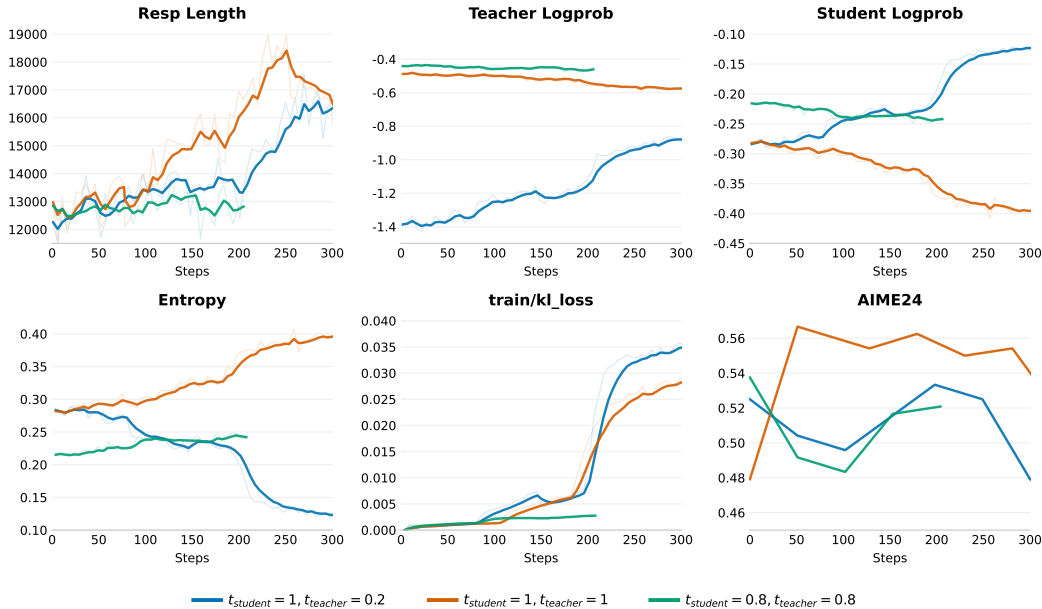 Resp Length
19000
18000
17000
16000
15000
14000
13000
12000
0 50 100 150 200 250 300
Steps
Teacher Logprob
-0.4
-0.6
-0.8
-1.0
-1.2
-1.4
0 50 100 150 200 250 300
Steps
Student Logprob
-0.10
-0.15
-0.20
-0.25
-0.30
-0.35
-0.40
-0.45
0 50 100 150 200 250 300
Steps
Entropy
0.40
0.35
0.30
0.25
0.20
0.15
0.10
0 50 100 150 200 250 300
Steps
train/kl_loss
0.040
0.035
0.030
0.025
0.020
0.015
0.010
0.005
0.000
0 50 100 150 200 250 300
Steps
AIME24
0.56
0.54
0.52
0.50
0.48
0.46
0 50 100 150 200 250 300
Steps
t_student = 1, t_teacher = 0.2
t_student = 1, t_teacher = 1
t_student = 0.8, t_teacher = 0.8